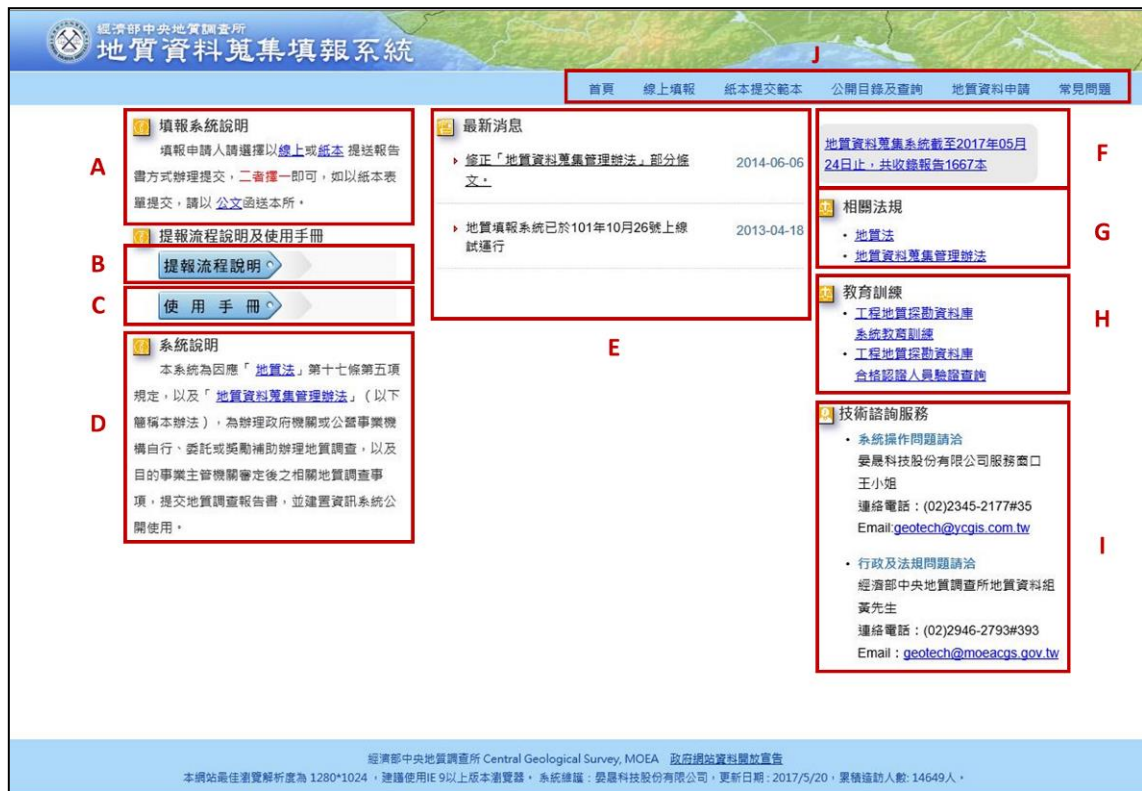 經濟部中央地質調查所
地質資料蒐集填報系統
J
首頁 線上填報 紙本提交範本 公開目錄及查詢 地質資料申請 常見問題
A
填報系統說明
填報申請人請選擇以線上或紙本 提送報告
書方式辦理提交，二者擇一即可，如以紙本表
單提交，請以 公文函送本所。
提報流程說明及使用手冊
B
提報流程說明
C
使用手冊
D
系統說明
本系統為因應「 地質法」第十七條第五項
規定，以及「 地質資料蒐集管理辦法」（以下
簡稱本辦法），為辦理政府機關或公營事業機
構自行、委託或獎勵補助辦理地質調查，以及
目的事業主管機關審定後之相關地質調查事
項，提交地質調查報告書，並建置資訊系統公
開使用。
最新消息
修正「地質資料蒐集管理辦法」部分條 2014-06-06
文。
地質填報系統已於101年10月26號上線 2013-04-18
試運行
E
地質資料蒐集系統截至2017年05月
24日止，共收錄報告1667本
F
相關法規
地質法
地質資料蒐集管理辦法
G
教育訓練
工程地質探勘資料庫
系統教育訓練
工程地質探勘資料庫
合格認證人員驗證查詢
H
技術諮詢服務
系統操作問題請洽
晏晟科技股份有限公司服務窗口
王小姐
連絡電話：(02)2345-2177#35
Email:geotech@ycgis.com.tw
I
行政及法規問題請洽
經濟部中央地質調查所地質資料組
黃先生
連絡電話：(02)2946-2793#393
Email：geotech@moeacgs.gov.tw
經濟部中央地質調查所 Central Geological Survey, MOEA 政府網站資料開放宣告
本網站最佳瀏覽解析度為 1280*1024 ，建議使用IE 9以上版本瀏覽器。 系統維護：晏晟科技股份有限公司，更新日期：2017/5/20，累積造訪人數: 14649人。